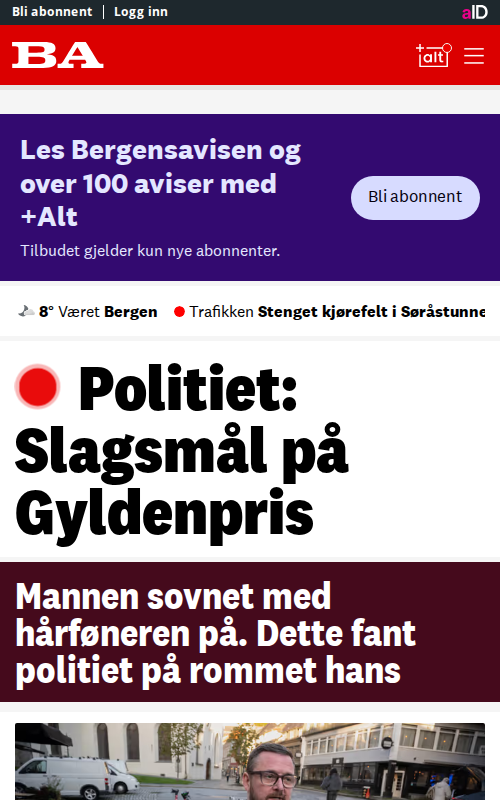 Bli abonnent | Logg inn
aID
BA
+alt
Les Bergensavisen og
over 100 aviser med
+Alt
Tilbudet gjelder kun nye abonnenter.
Bli abonnent
8° Været Bergen
Trafikken Stenget kjørefelt i Søråstunne
Politiet:
Slagsmål på
Gyldenpris
Mannen sovnet med
hårføneren på. Dette fant
politiet på rommet hans